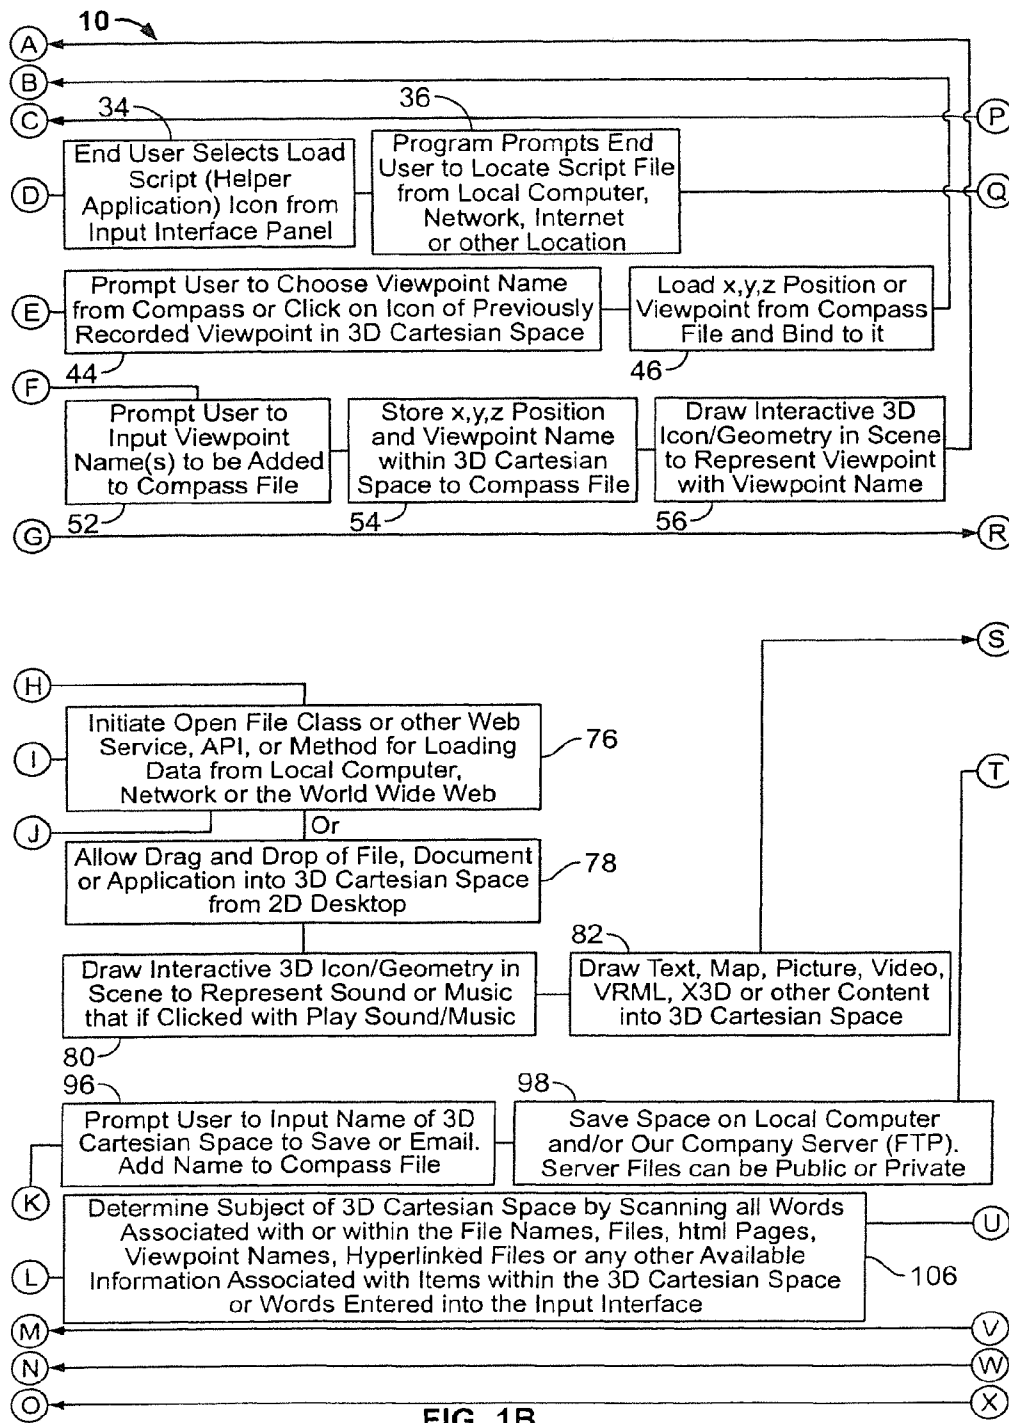 10
A
B
C
P
34
36
D
End User Selects Load
Script (Helper
Application) Icon from
Input Interface Panel
Program Prompts End
User to Locate Script File
from Local Computer,
Network, Internet
or other Location
Q
E
Prompt User to Choose Viewpoint Name
from Compass or Click on Icon of Previously
Recorded Viewpoint in 3D Cartesian Space
Load x,y,z Position or
Viewpoint from Compass
File and Bind to it
44
46
F
Prompt User to
Input Viewpoint
Name(s) to be Added
to Compass File
Store x,y,z Position
and Viewpoint Name
within 3D Cartesian
Space to Compass File
Draw Interactive 3D
Icon/Geometry in Scene
to Represent Viewpoint
with Viewpoint Name
52
54
56
G
R
S
H
I
Initiate Open File Class or other Web
Service, API, or Method for Loading
Data from Local Computer,
Network or the World Wide Web
76
T
J
Or
Allow Drag and Drop of File, Document
or Application into 3D Cartesian Space
from 2D Desktop
78
82
Draw Interactive 3D Icon/Geometry in
Scene to Represent Sound or Music
that if Clicked with Play Sound/Music
Draw Text, Map, Picture, Video,
VRML, X3D or other Content
into 3D Cartesian Space
80
96
98
Prompt User to Input Name of 3D
Cartesian Space to Save or Email.
Add Name to Compass File
Save Space on Local Computer
and/or Our Company Server (FTP).
Server Files can be Public or Private
K
L
Determine Subject of 3D Cartesian Space by Scanning all Words
Associated with or within the File Names, Files, html Pages,
Viewpoint Names, Hyperlinked Files or any other Available
Information Associated with Items within the 3D Cartesian Space
or Words Entered into the Input Interface
U
106
M
V
N
W
O
X
FIG. 1B